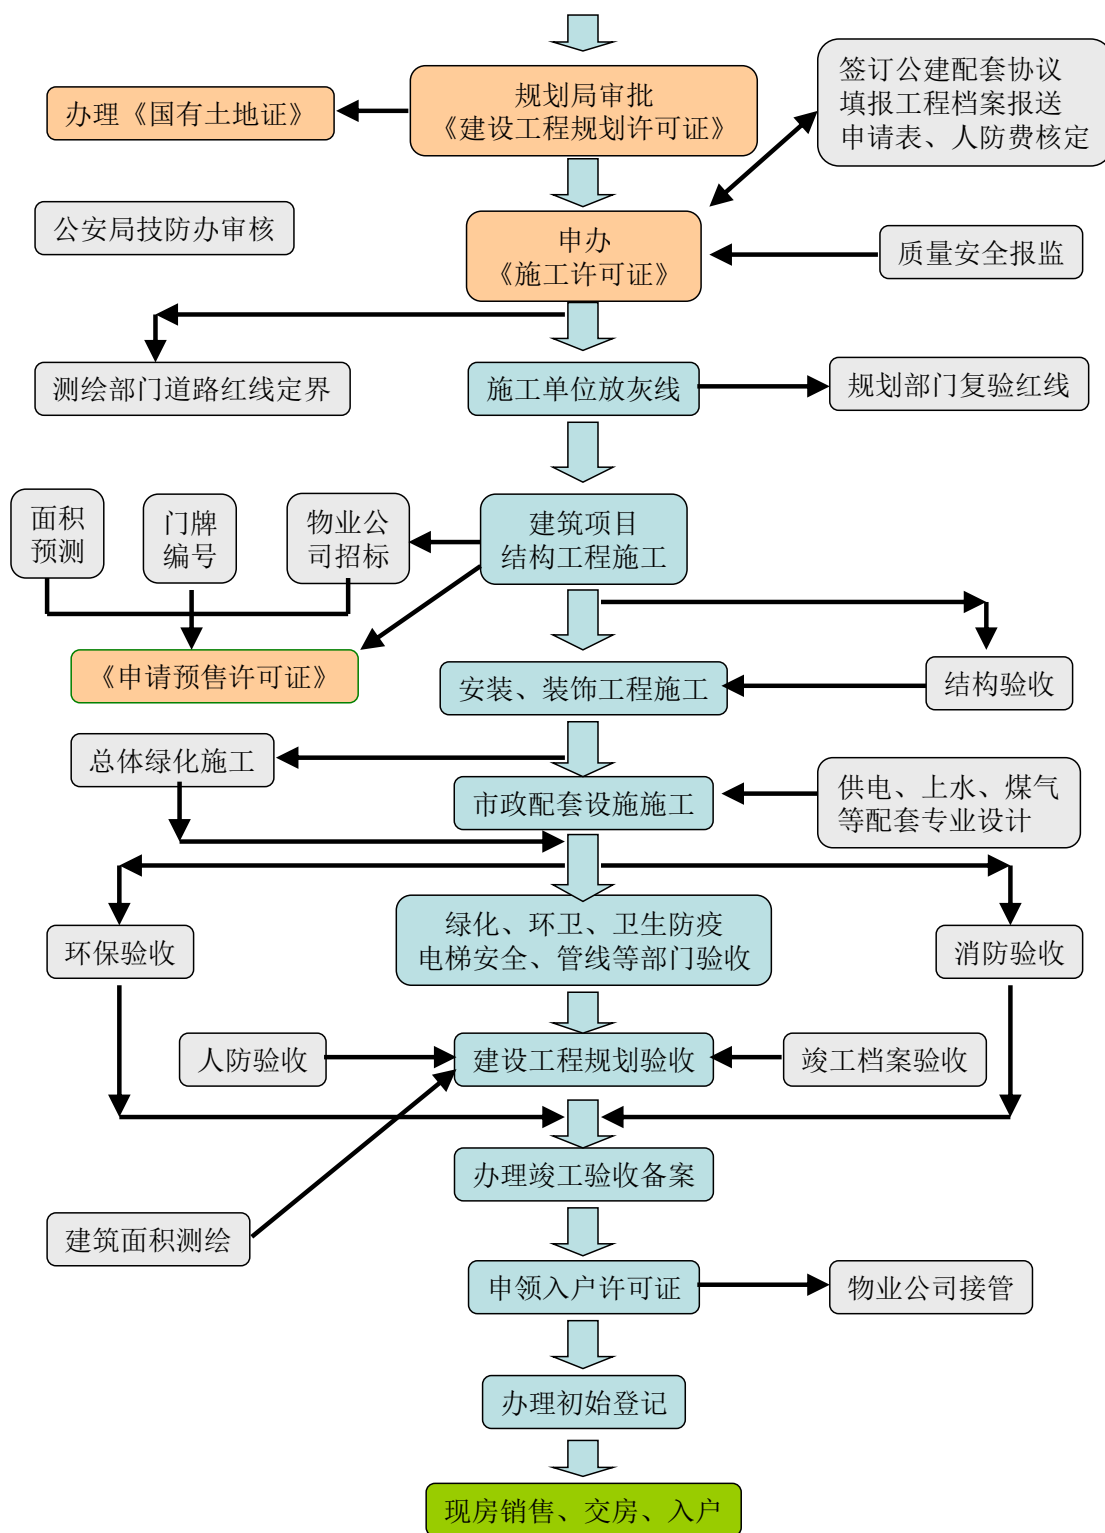 规划局审批
《建设工程规划许可证》
办理《国有土地证》
签订公建配套协议
填报工程档案报送
申请表、人防费核定
公安局技防办审核
申办
《施工许可证》
质量安全报监
测绘部门道路红线定界
施工单位放灰线
规划部门复验红线
面积
预测
门牌
编号
物业公
司招标
建筑项目
结构工程施工
《申请预售许可证》
安装、装饰工程施工
结构验收
总体绿化施工
市政配套设施施工
供电、上水、煤气
等配套专业设计
环保验收
绿化、环卫、卫生防疫
电梯安全、管线等部门验收
消防验收
人防验收
建设工程规划验收
竣工档案验收
办理竣工验收备案
建筑面积测绘
申领入户许可证
物业公司接管
办理初始登记
现房销售、交房、入户